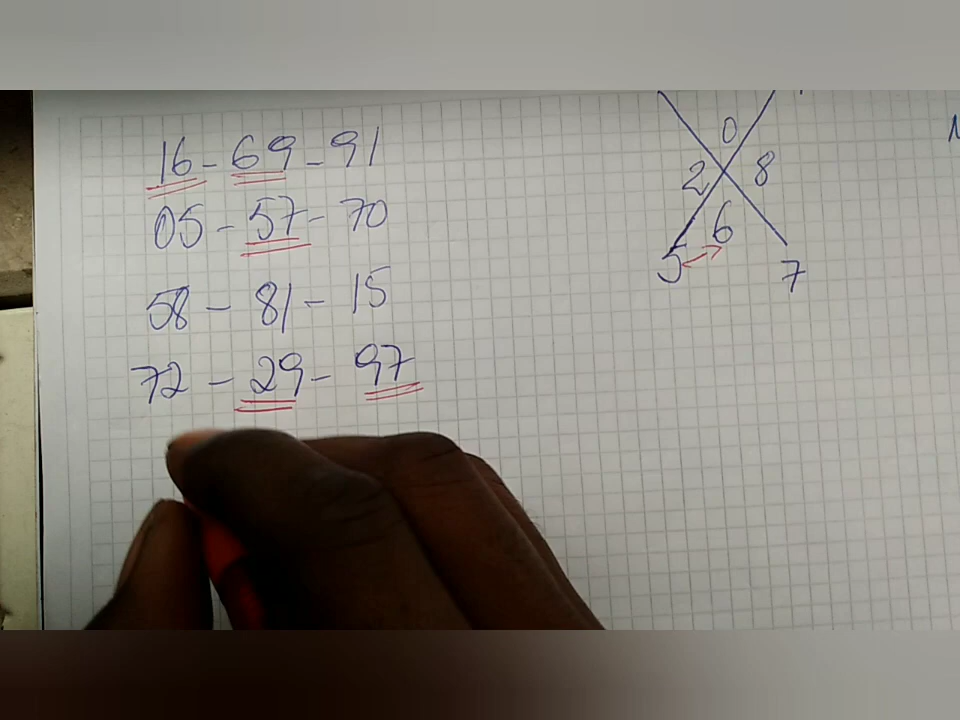 16 - 69 - 91
05 - 57 - 70
58 - 81 - 15
72 - 29 - 97
0
2 8
6
5 7